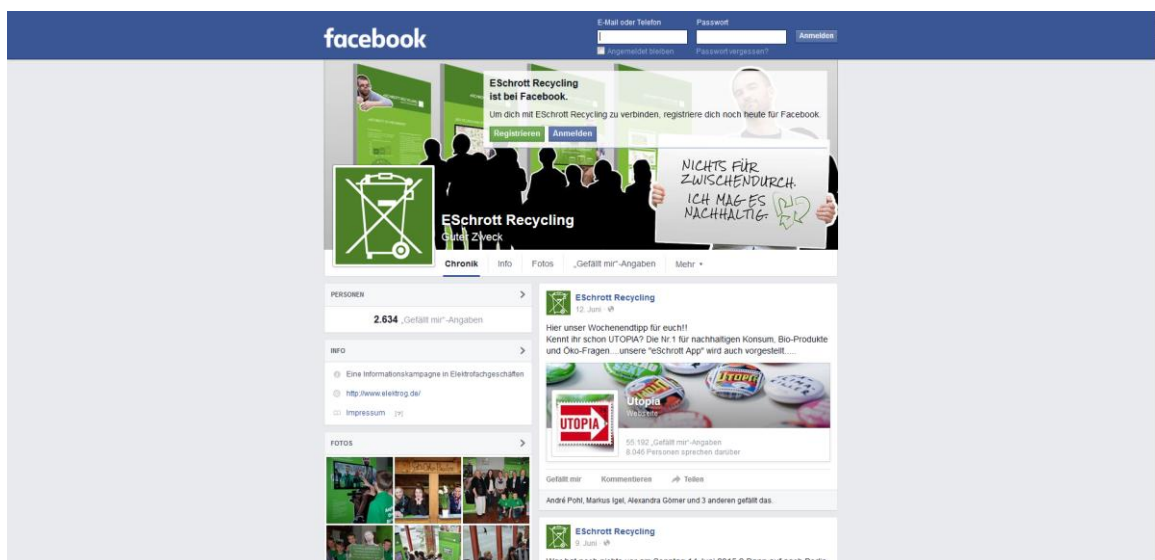 facebook
E-Mail oder Telefon
Passwort
Anmelden
Angemeldet bleiben
Passwort vergessen?
ESchrott Recycling
ist bei Facebook.
Um dich mit ESchrott Recycling zu verbinden, registriere dich noch heute für Facebook.
Registrieren
Anmelden
NICHTS FÜR
ZWISCHENDURCH.
ICH MAG ES
NACHHALTIG.
ESchrott Recycling
Guter Zweck
Chronik
Info
Fotos
„Gefällt mir“-Angaben
Mehr
PERSONEN
2.634 „Gefällt mir“-Angaben
INFO
Eine Informationskampagne in Elektrofachgeschäften
http://www.elektrog.de/
Impressum [?]
FOTOS
ESchrott Recycling
12. Juni
Hier unser Wochenendtipp für euch!!
Kennt ihr schon UTOPIA? Die Nr.1 für nachhaltigen Konsum, Bio-Produkte
und Öko-Fragen....unsere "eSchrott App" wird auch vorgestellt.....
UTOPIA
Utopia
Webseite
55.192 „Gefällt mir“-Angaben
8.046 Personen sprechen darüber
Gefällt mir
Kommentieren
Teilen
André Pohl, Markus Igel, Alexandra Görner und 3 anderen gefällt das.
ESchrott Recycling
9. Juni